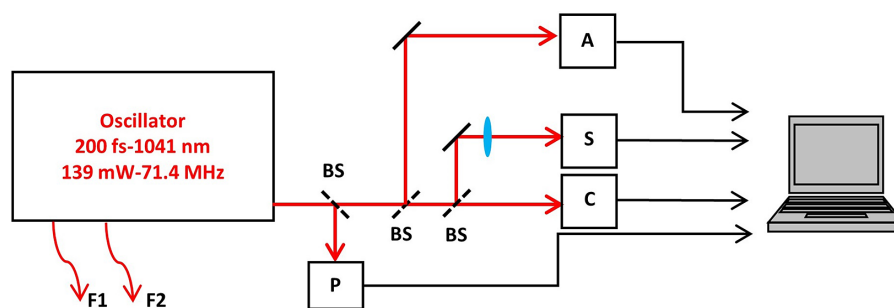 A
Oscillator
200 fs-1041 nm
139 mW-71.4 MHz
S
BS
C
BS
BS
P
F1
F2